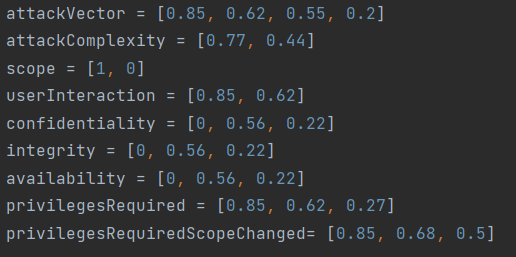 attackVector = [0.85, 0.62, 0.55, 0.2]
attackComplexity = [0.77, 0.44]
scope = [1, 0]
userInteraction = [0.85, 0.62]
confidentiality = [0, 0.56, 0.22]
integrity = [0, 0.56, 0.22]
availability = [0, 0.56, 0.22]
privilegesRequired = [0.85, 0.62, 0.27]
privilegesRequiredScopeChanged= [0.85, 0.68, 0.5]